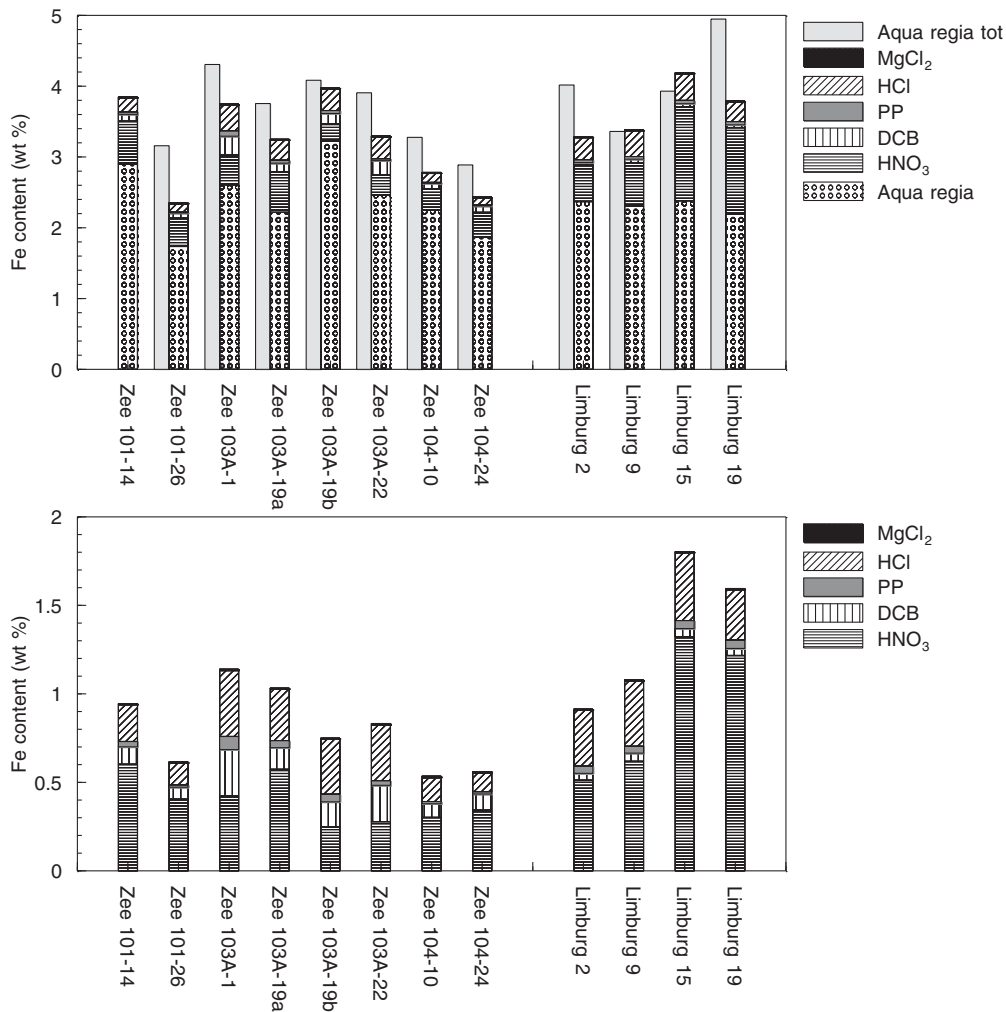 5
4
3
2
1
0
Fe content (wt %)
Zee 101-14
Zee 101-26
Zee 103A-1
Zee 103A-19a
Zee 103A-19b
Zee 103A-22
Zee 104-10
Zee 104-24
Limburg 2
Limburg 9
Limburg 15
Limburg 19
Aqua regia tot
MgCl₂
HCl
PP
DCB
HNO₃
Aqua regia
2
1.5
1
0.5
0
Fe content (wt %)
Zee 101-14
Zee 101-26
Zee 103A-1
Zee 103A-19a
Zee 103A-19b
Zee 103A-22
Zee 104-10
Zee 104-24
Limburg 2
Limburg 9
Limburg 15
Limburg 19
MgCl₂
HCl
PP
DCB
HNO₃